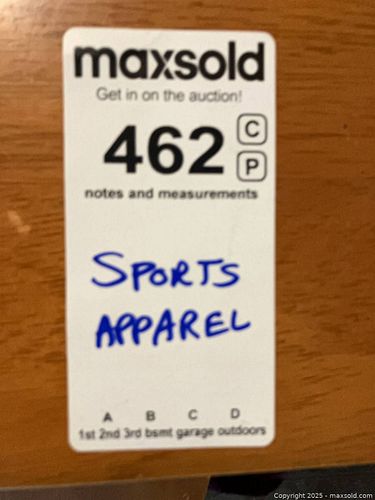 maxsold
Get in on the auction!
462
C
P
notes and measurements
SPORTS
APPAREL
A B C D
1st 2nd 3rd bsmt garage outdoors
Copyright 2025 - maxsold.com